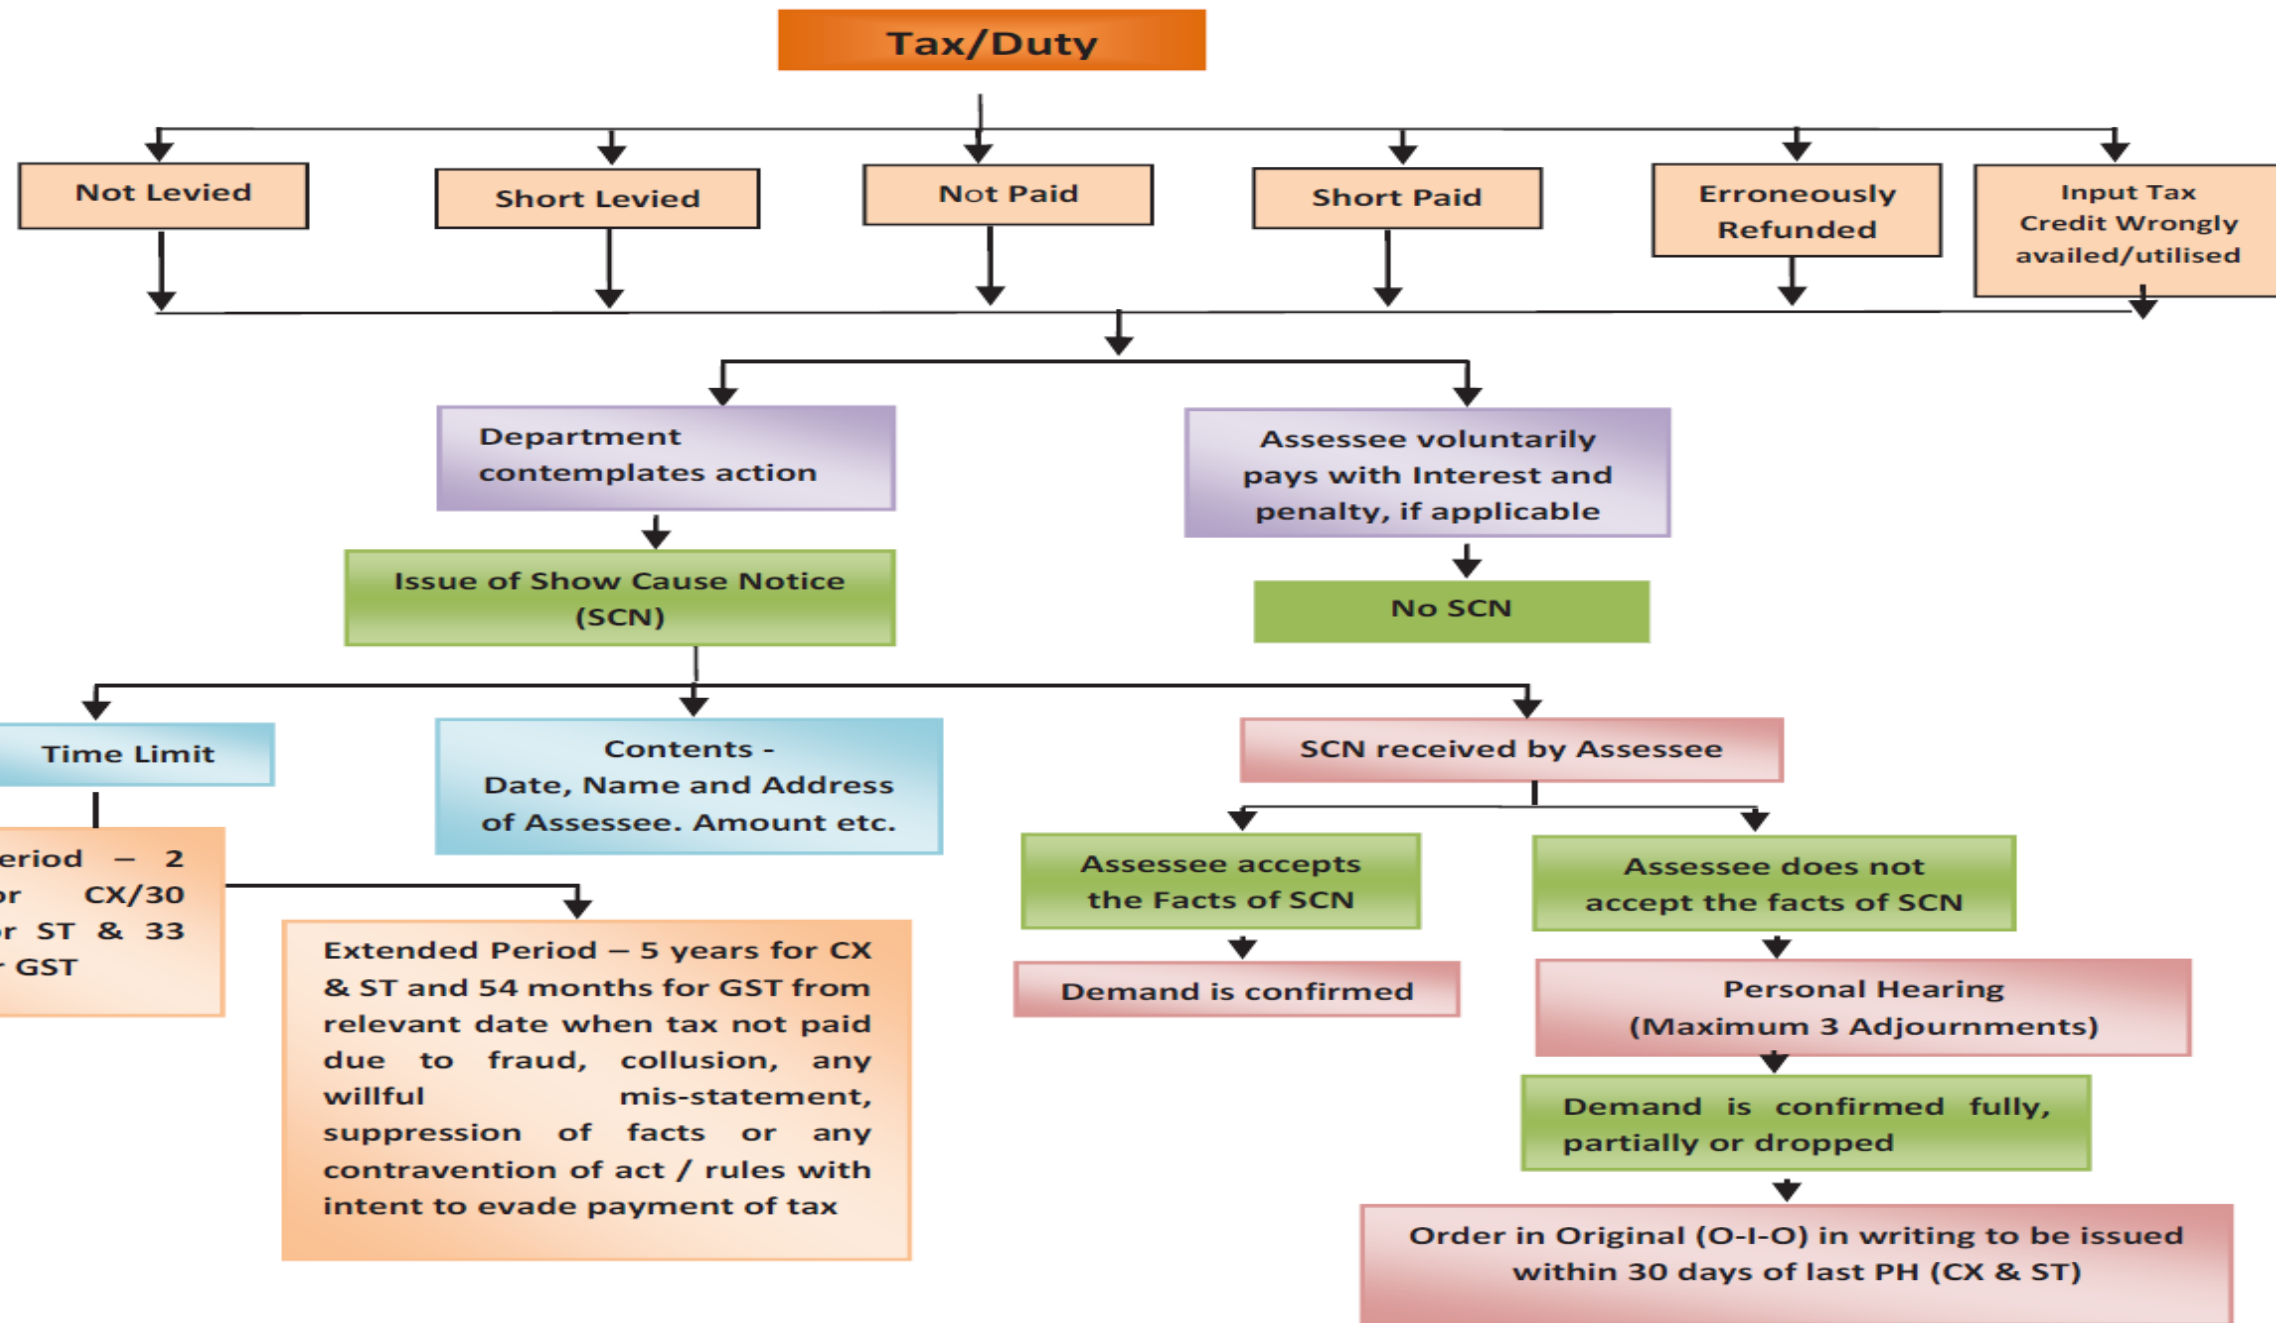 Tax/Duty
Not Levied
Short Levied
Not Paid
Short Paid
Erroneously
Refunded
Input Tax
Credit Wrongly
availed/utilised
Department
contemplates action
Assessee voluntarily
pays with Interest and
penalty, if applicable
Issue of Show Cause Notice
(SCN)
No SCN
Time Limit
Contents -
Date, Name and Address
of Assessee. Amount etc.
SCN received by Assessee
– 2
CX/30
ST & 33
GST
Extended Period – 5 years for CX
& ST and 54 months for GST from
relevant date when tax not paid
due to fraud, collusion, any
willful mis-statement,
suppression of facts or any
contravention of act / rules with
intent to evade payment of tax
Assessee accepts
the Facts of SCN
Demand is confirmed
Assessee does not
accept the facts of SCN
Personal Hearing
(Maximum 3 Adjournments)
Demand is confirmed fully,
partially or dropped
Order in Original (O-I-O) in writing to be issued
within 30 days of last PH (CX & ST)